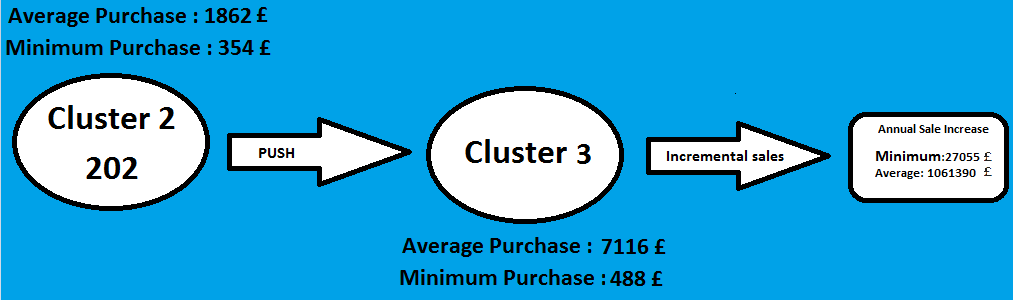 Average Purchase : 1862 £
Minimum Purchase : 354 £
Cluster 2
202
PUSH
Cluster 3
Incremental sales
Annual Sale Increase
Minimum:27055 £
Average: 1061390 £
Average Purchase : 7116 £
Minimum Purchase : 488 £